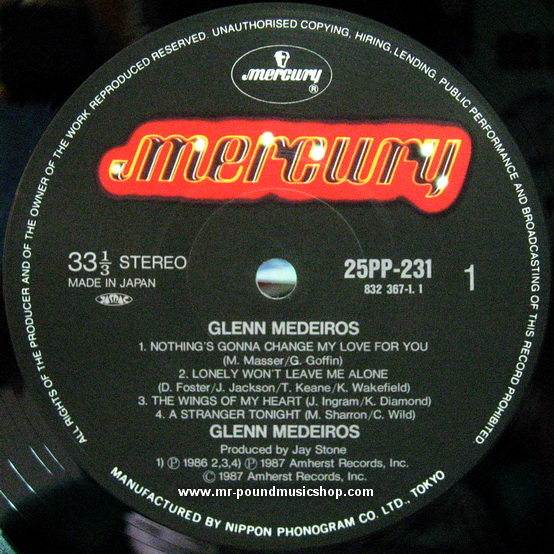 ALL RIGHTS OF THE PRODUCER AND OF THE OWNER OF THE WORK REPRODUCED RESERVED. UNAUTHORISED COPYING, HIRING, LENDING, PUBLIC PERFORMANCE AND BROADCASTING OF THIS RECORD PROHIBITED.
mercury
®
mercury
33 1/3 STEREO
MADE IN JAPAN
JASRAC
25PP-231
832 367-1. 1
1
GLENN MEDEIROS
1. NOTHING'S GONNA CHANGE MY LOVE FOR YOU
(M. Masser/G. Goffin)
2. LONELY WON'T LEAVE ME ALONE
(D. Foster/J. Jackson/T. Keane/K. Wakefield)
3. THE WINGS OF MY HEART (J. Ingram/K. Diamond)
4. A STRANGER TONIGHT (M. Sharron/C. Wild)
GLENN MEDEIROS
Produced by Jay Stone
1) ℗ 1986 2,3,4) ℗ 1987 Amherst Records, Inc.
© 1987 Amherst Records, Inc.
www.mr-poundmusicshop.com
MANUFACTURED BY NIPPON PHONOGRAM CO. LTD., TOKYO